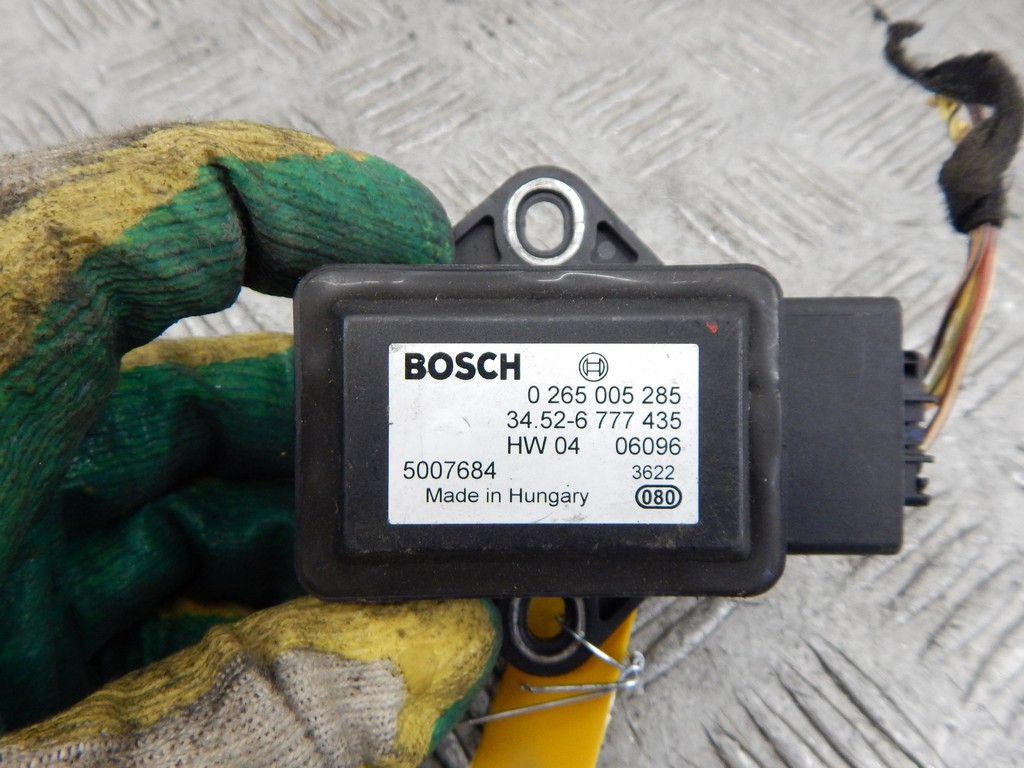 BOSCH
0 265 005 285
34.52-6 777 435
HW 04 06096
5007684 3622
Made in Hungary 080